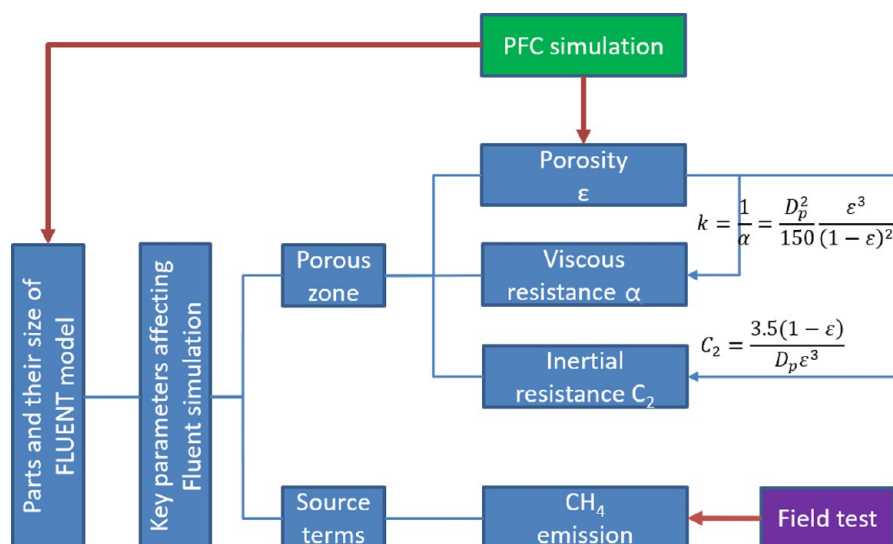 PFC simulation
Porosity
ε
k = 1/α = D_p^2/150 ε^3/(1 − ε)^2
Parts and their size of
FLUENT model
Key parameters affecting
Fluent simulation
Porous
zone
Viscous
resistance α
C_2 = 3.5(1 − ε)/D_pε^3
Inertial
resistance C_2
Source
terms
CH_4
emission
Field test